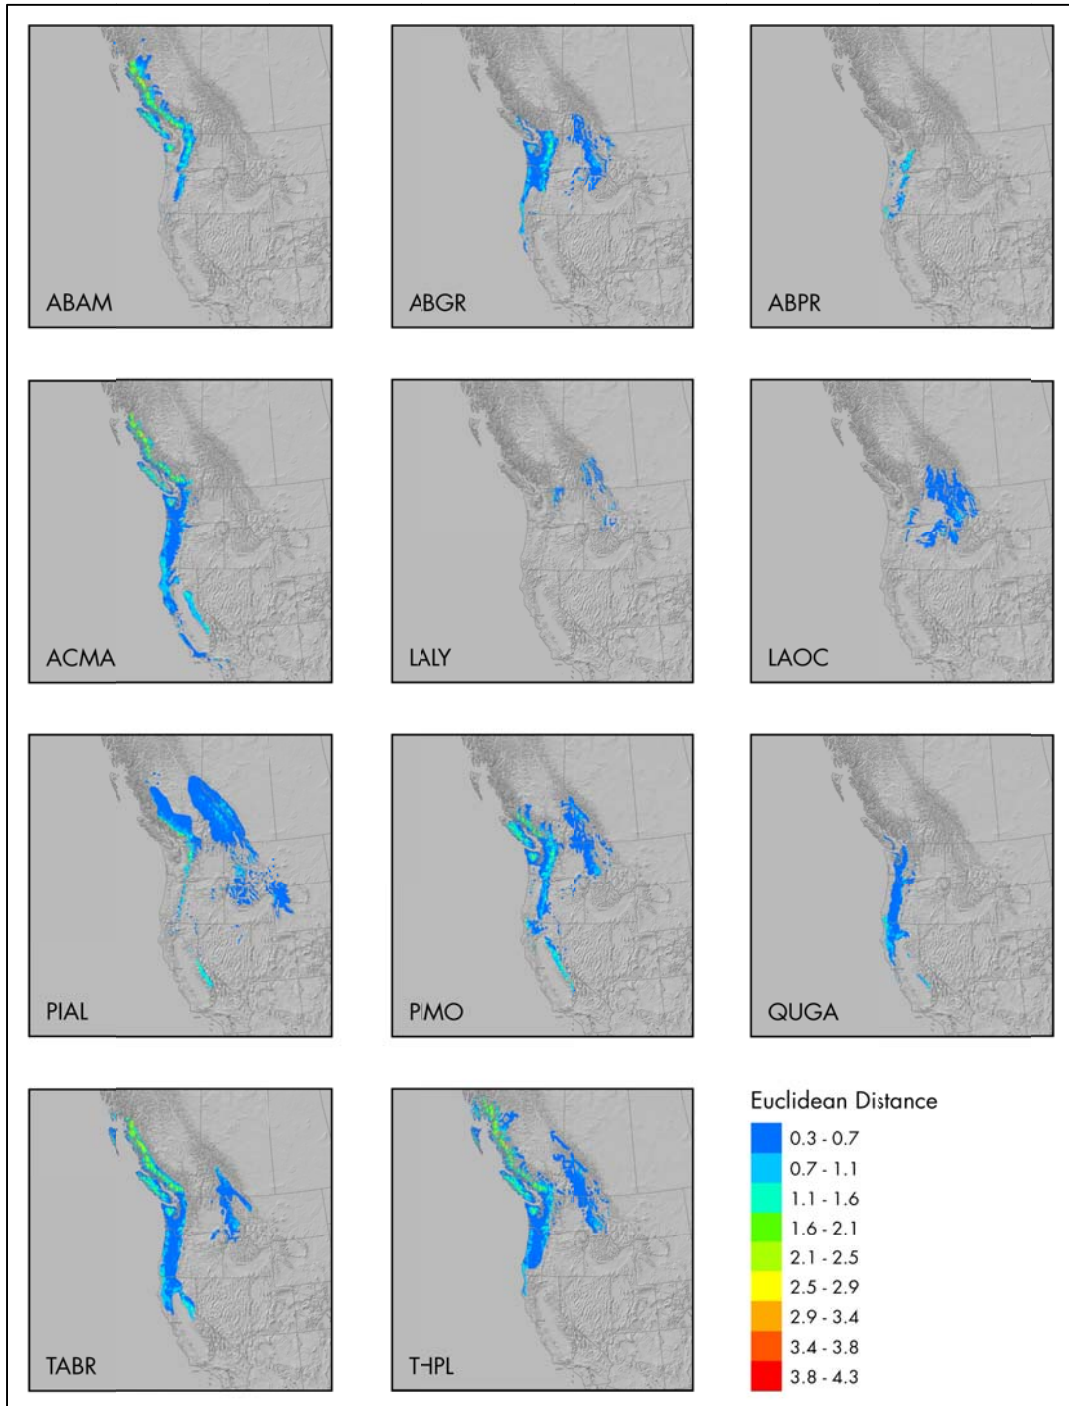 ABAM
ABGR
ABPR
ACMA
LALY
LAOC
PIAL
PIMO
QUGA
TABR
THPL
Euclidean Distance
0.3 - 0.7
0.7 - 1.1
1.1 - 1.6
1.6 - 2.1
2.1 - 2.5
2.5 - 2.9
2.9 - 3.4
3.4 - 3.8
3.8 - 4.3